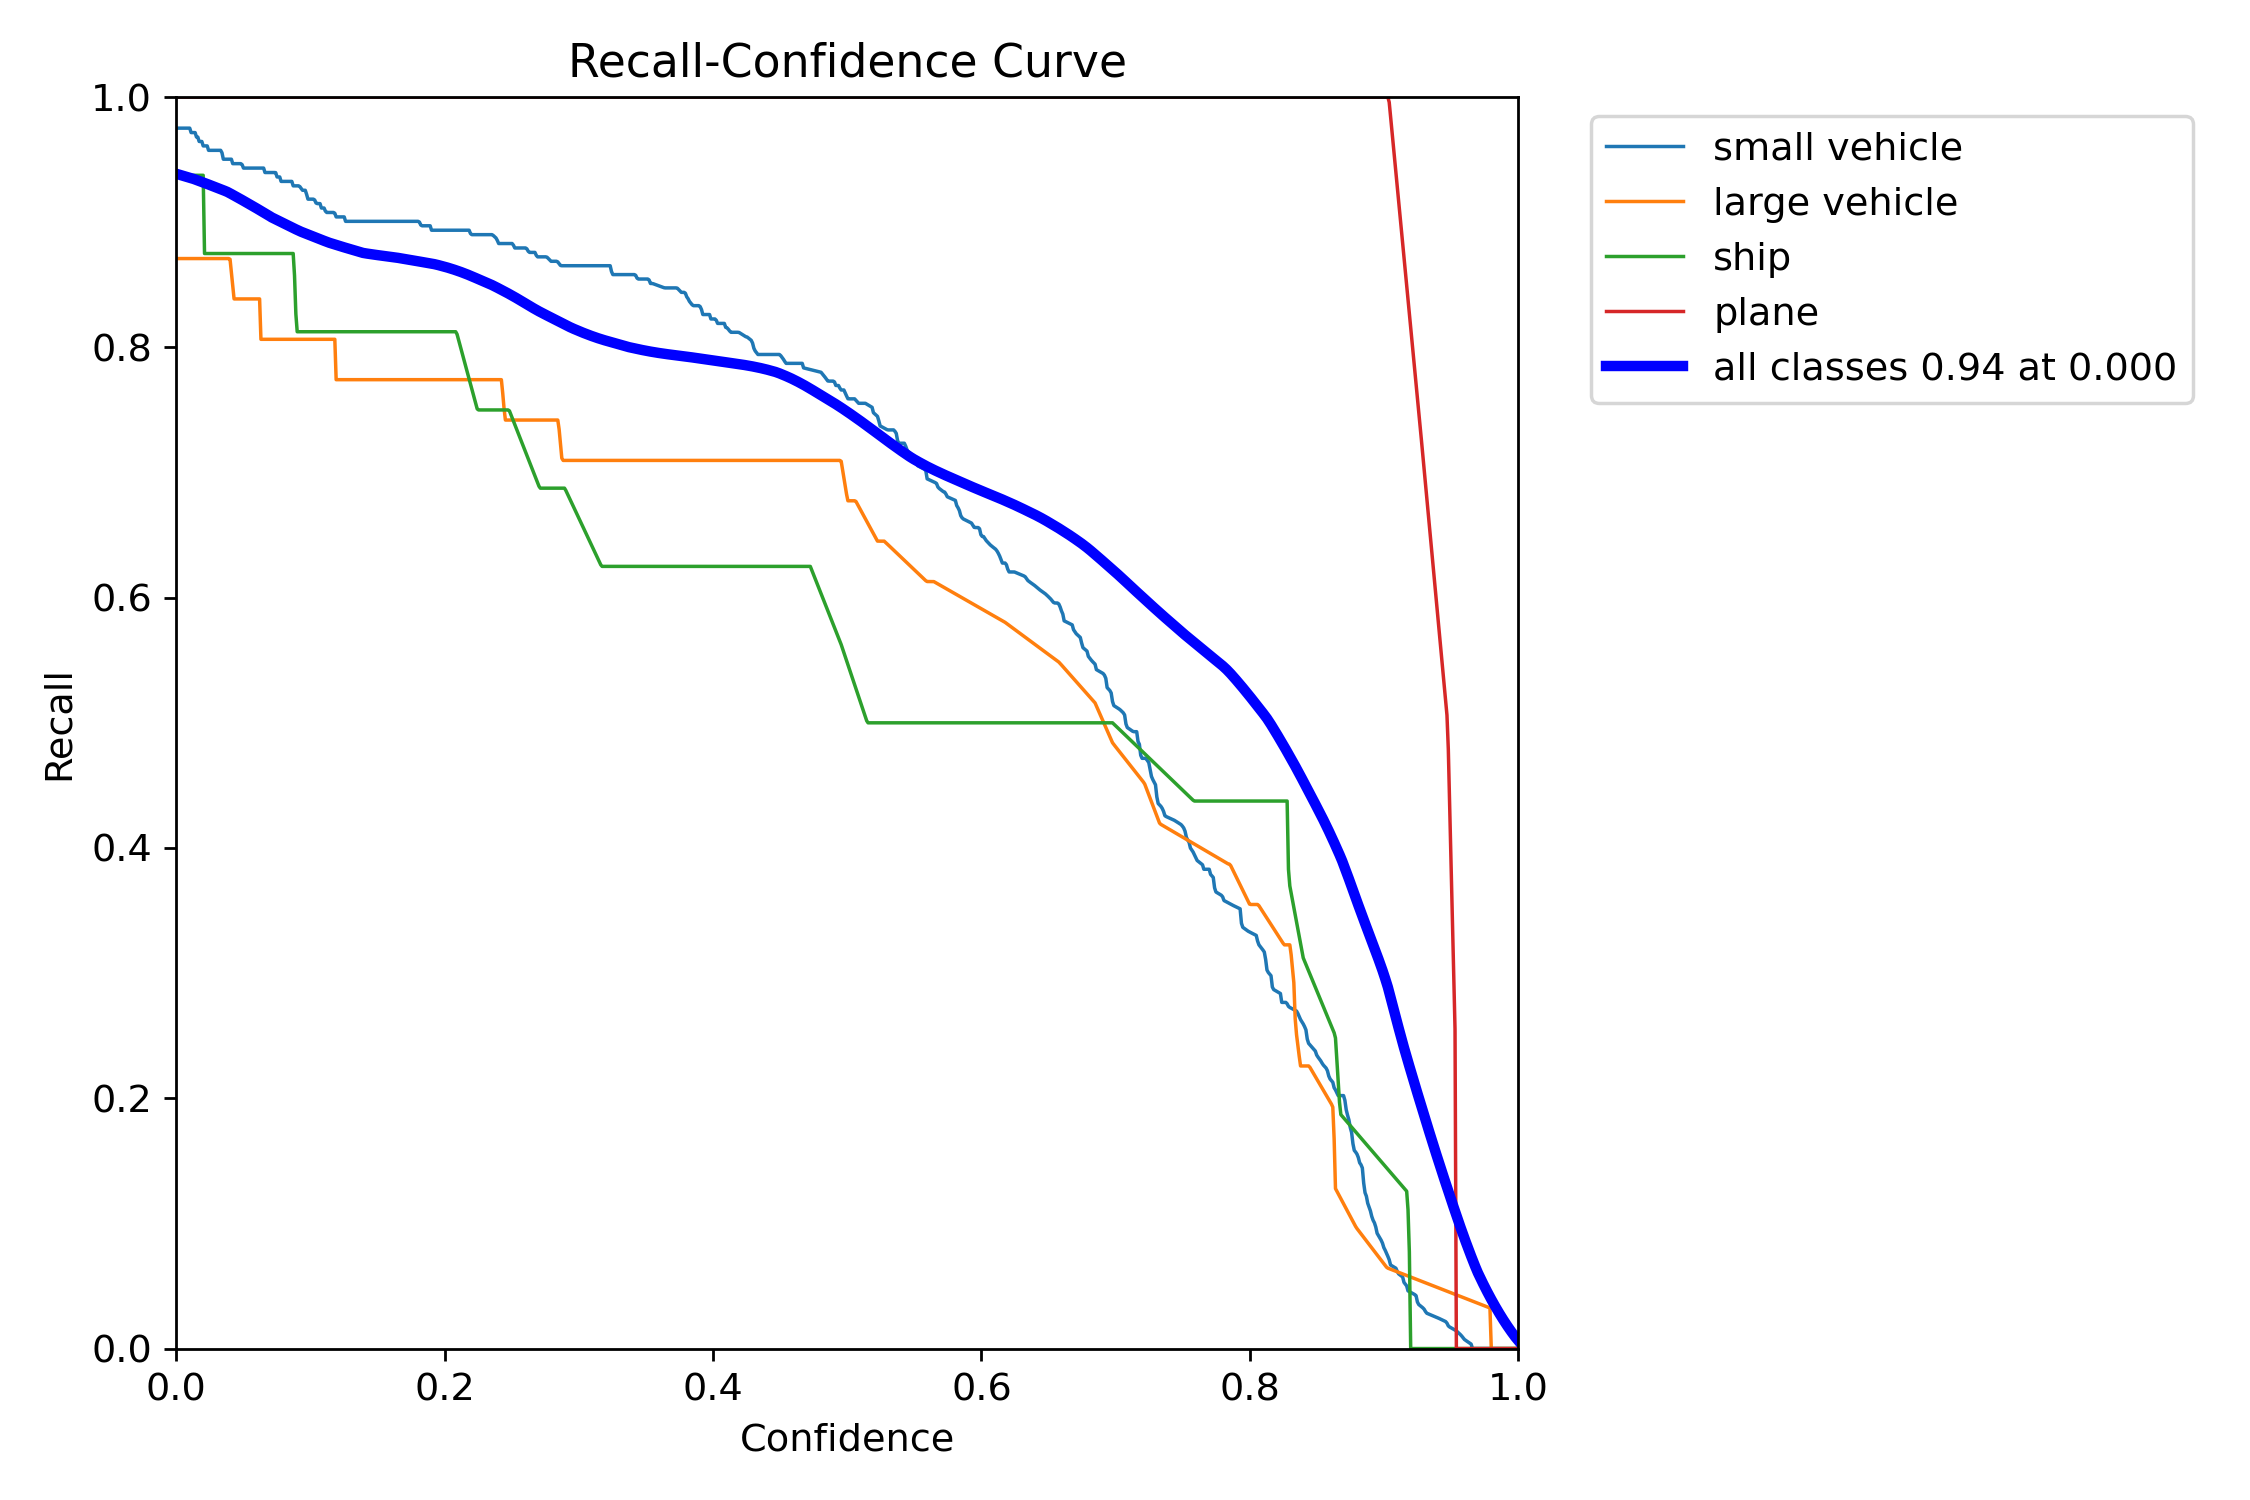 Recall-Confidence Curve
1.0
0.8
0.6
0.4
0.2
0.0
Recall
0.0 0.2 0.4 0.6 0.8 1.0
Confidence
small vehicle
large vehicle
ship
plane
all classes 0.94 at 0.000